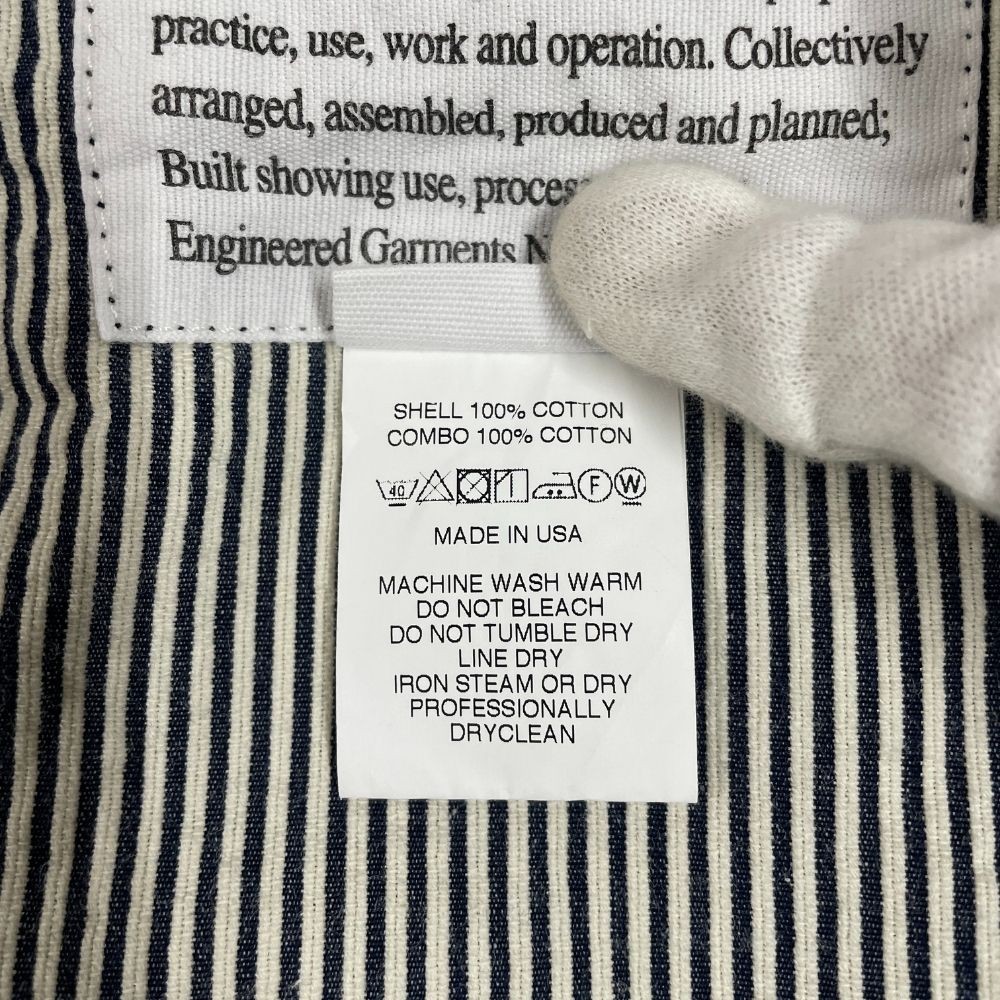 practice, use, work and operation. Collectively
arranged, assembled, produced and planned;
Built showing use,
Engineered Garments
SHELL 100% COTTON
COMBO 100% COTTON
40 F W
MADE IN USA
MACHINE WASH WARM
DO NOT BLEACH
DO NOT TUMBLE DRY
LINE DRY
IRON STEAM OR DRY
PROFESSIONALLY
DRYCLEAN